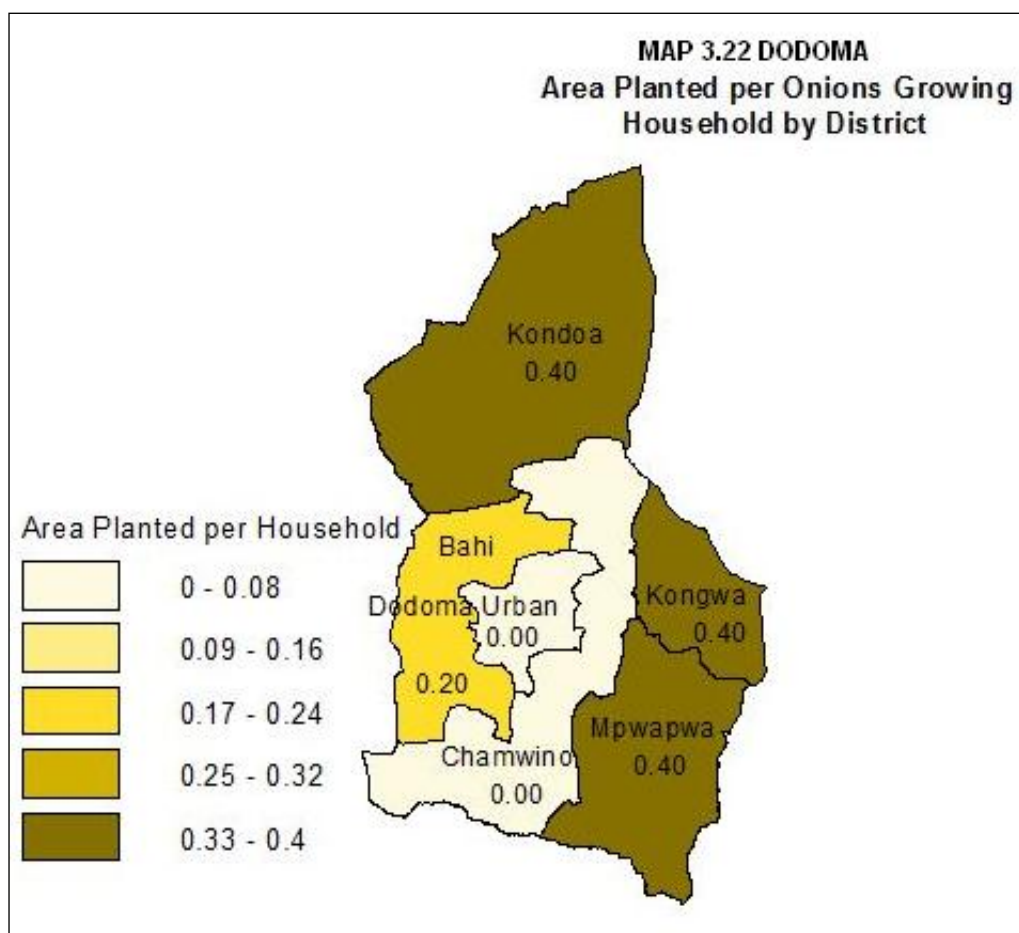 MAP 3.22 DODOMA
Area Planted per Onions Growing
Household by District
Kondoa
0.40
Area Planted per Household
0 - 0.08
0.09 - 0.16
0.17 - 0.24
0.25 - 0.32
0.33 - 0.4
Bahi
0.20
Dodoma Urban
0.00
Kongwa
0.40
Mpwapwa
0.40
Chamwino
0.00